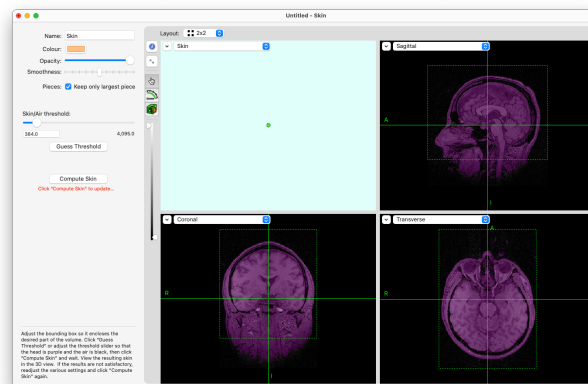 Untitled - Skin
Name: Skin
Colour:
Opacity:
Smoothness:
Pieces: Keep only largest piece
Skin/Air threshold:
384.0 4,095.0
Guess Threshold
Compute Skin
Click "Compute Skin" to update...
Adjust the bounding box so it encloses the
desired part of the volume. Click "Guess
Threshold" or adjust the threshold slider so that
the head is purple and the air is black, then click
"Compute Skin" and wait. View the resulting skin
in the 3D view. If the results are not satisfactory,
readjust the various settings and click "Compute
Skin" again.
Layout: 2x2
Skin
Sagittal
A
I
Coronal
R
I
Transverse
A
R